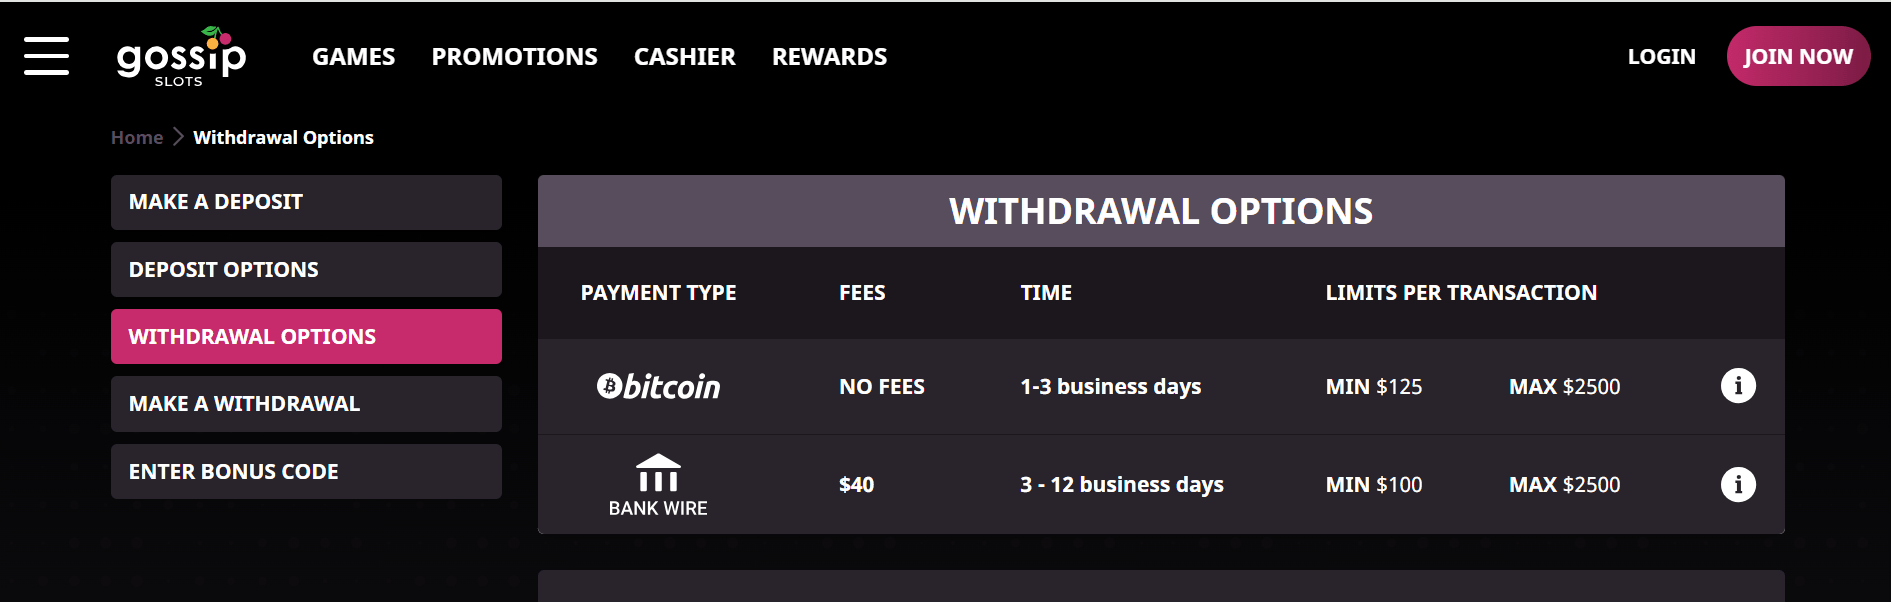 gossip
SLOTS
GAMES PROMOTIONS CASHIER REWARDS
LOGIN JOIN NOW
Home Withdrawal Options
MAKE A DEPOSIT
DEPOSIT OPTIONS
WITHDRAWAL OPTIONS
MAKE A WITHDRAWAL
ENTER BONUS CODE
WITHDRAWAL OPTIONS
PAYMENT TYPE FEES TIME LIMITS PER TRANSACTION
bitcoin NO FEES 1-3 business days MIN $125 MAX $2500
BANK WIRE $40 3 - 12 business days MIN $100 MAX $2500